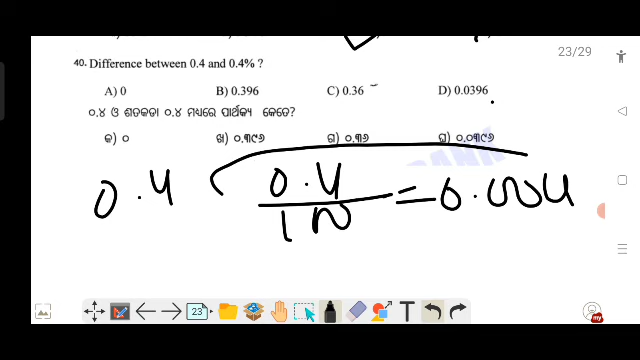 23/29
40. Difference between 0.4 and 0.4% ?
A) 0 B) 0.396 C) 0.36 D) 0.0396
୦.୪ ଓ ଶତକଡା ୦.୪ ମଧ୍ୟରେ ପାର୍ଥକ୍ୟ କେତେ?
କ) ୦ ଖ) ୦.୩୯୬ ଗ) ୦.୩୬ ଘ) ୦.୦୩୯୬
0.4 0.4/100 = 0.004
23 T
my